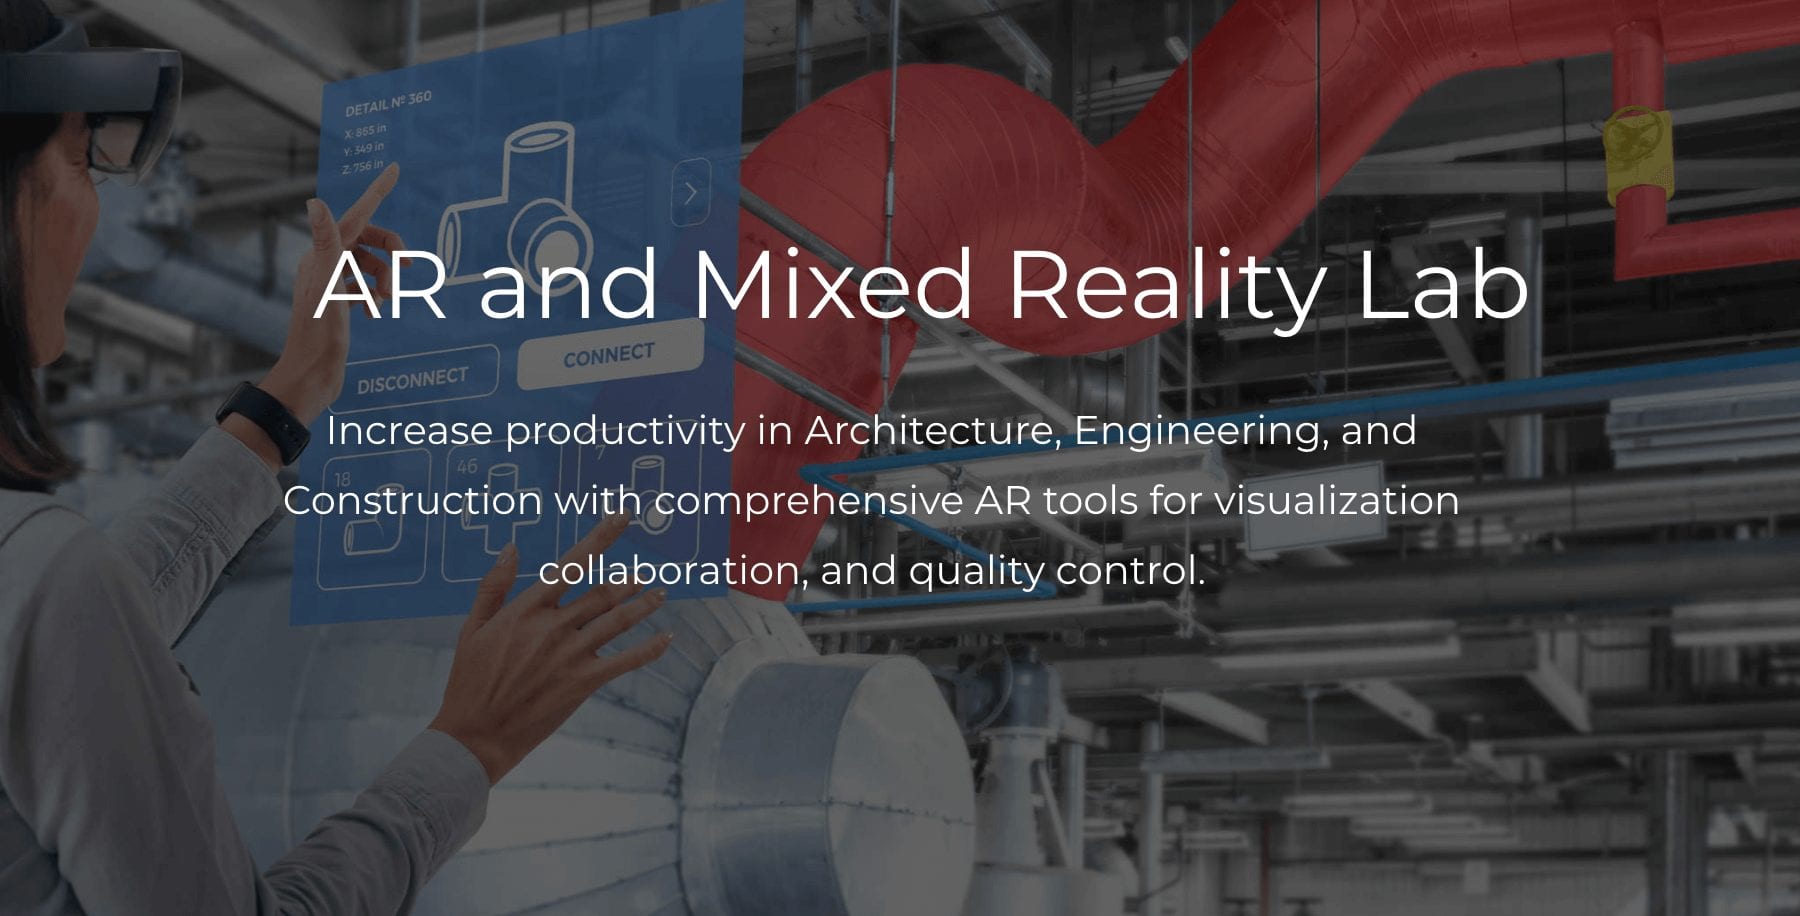 DETAIL № 360
X: 865 in
Y: 349 in
Z: 756 in
AR and Mixed Reality Lab
DISCONNECT
CONNECT
Increase productivity in Architecture, Engineering, and
18
46
7
Construction with comprehensive AR tools for visualization
collaboration, and quality control.